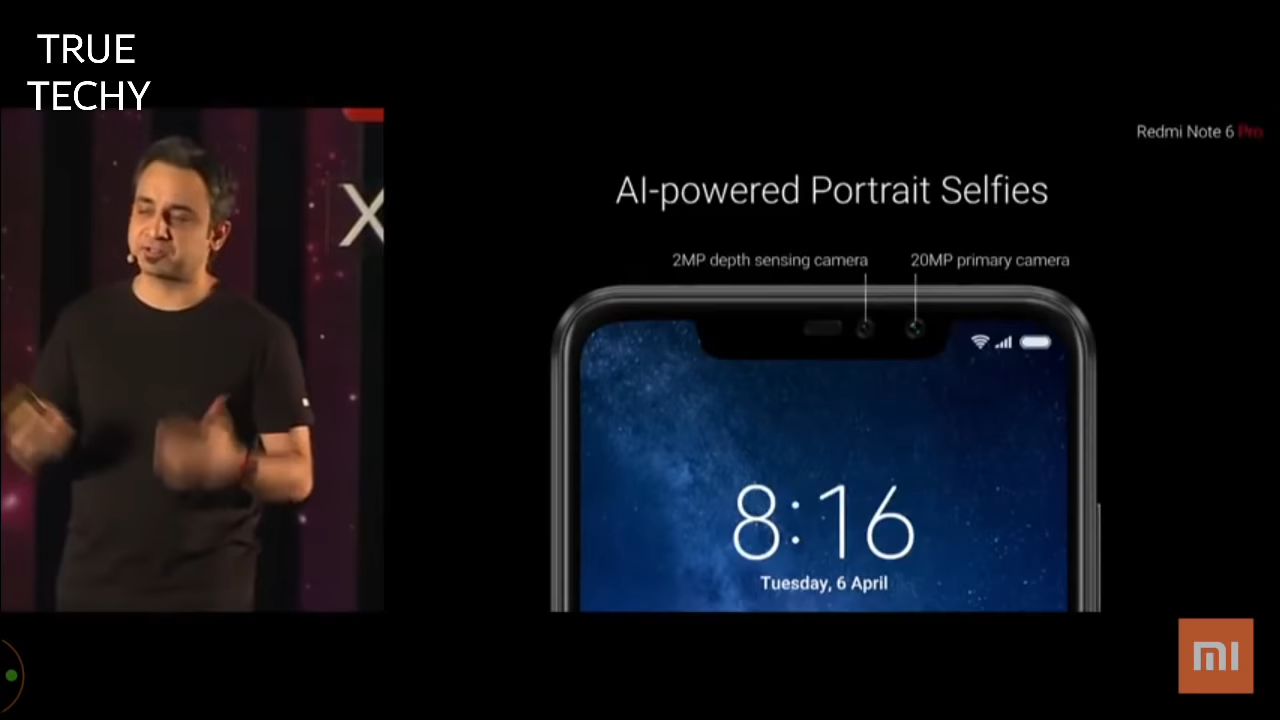 TRUE
TECHY
X
Redmi Note 6 Pro
AI-powered Portrait Selfies
2MP depth sensing camera
20MP primary camera
8:16
Tuesday, 6 April
MI